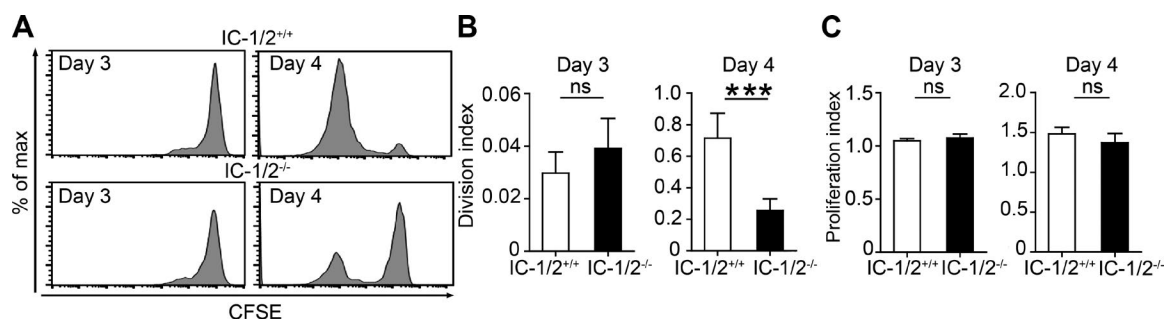 A
IC-1/2+/+
Day 3
Day 4
IC-1/2-/-
Day 3
Day 4
% of max
CFSE
B
Day 3
Day 4
ns
***
Division index
0.06
0.04
0.02
0
1.0
0.8
0.6
0.4
0.2
0
IC-1/2+/+ IC-1/2-/-
IC-1/2+/+ IC-1/2-/-
C
Day 3
Day 4
ns
ns
Proliferation index
1.5
1.0
0.5
0.0
2.0
1.5
1.0
0.5
0.0
IC-1/2+/+ IC-1/2-/-
IC-1/2+/+ IC-1/2-/-